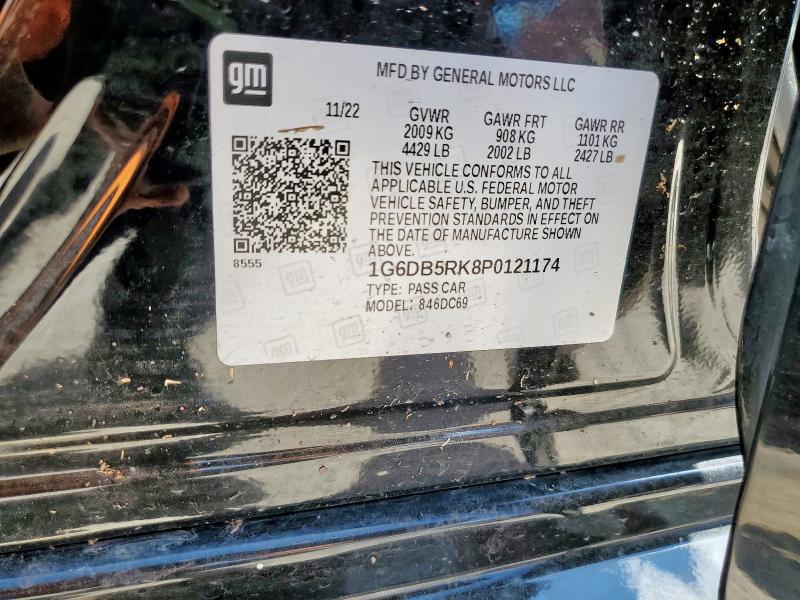 gm
MFD BY GENERAL MOTORS LLC
11/22 GVWR GAWR FRT GAWR RR
2009 KG 908 KG 1101 KG
4429 LB 2002 LB 2427 LB
THIS VEHICLE CONFORMS TO ALL
APPLICABLE U.S. FEDERAL MOTOR
VEHICLE SAFETY, BUMPER, AND THEFT
PREVENTION STANDARDS IN EFFECT ON
THE DATE OF MANUFACTURE SHOWN
ABOVE.
8555
1G6DB5RK8P0121174
TYPE: PASS CAR
MODEL: 846DC69